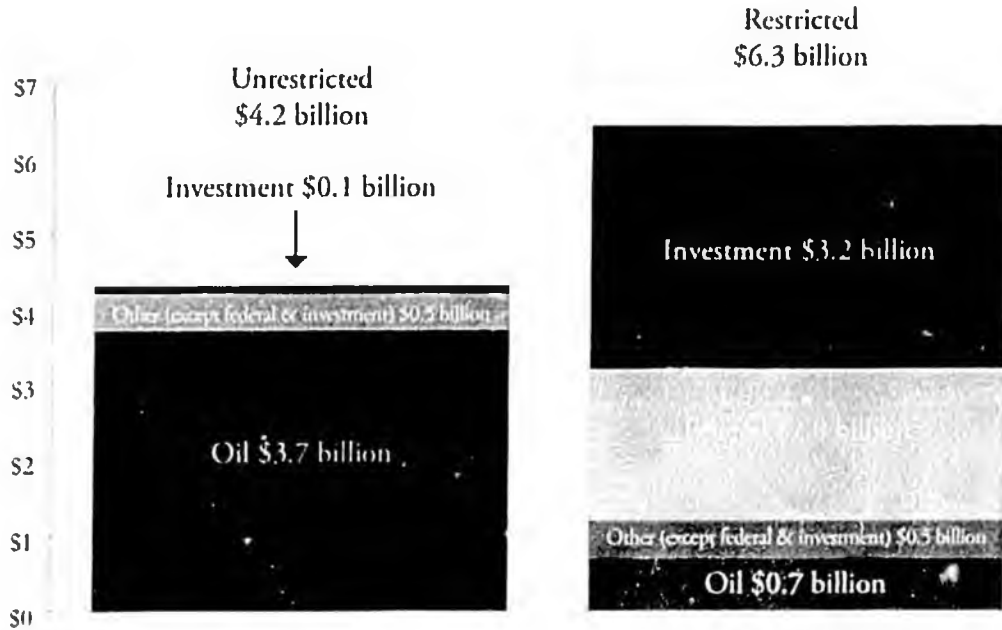 Restricted
$6.3 billion
Unrestricted
$4.2 billion
Investment $0.1 billion
$7
$6
$5
$4
$3
$2
$1
$0
Other (except federal & investment) $0.5 billion
Oil $3.7 billion
Investment $3.2 billion
Other (except federal & investment) $0.5 billion
Oil $0.7 billion